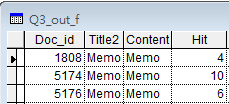 Q3_out_f
Doc_id Title2 Content Hit
1808 Memo Memo 4
5174 Memo Memo 10
5176 Memo Memo 6